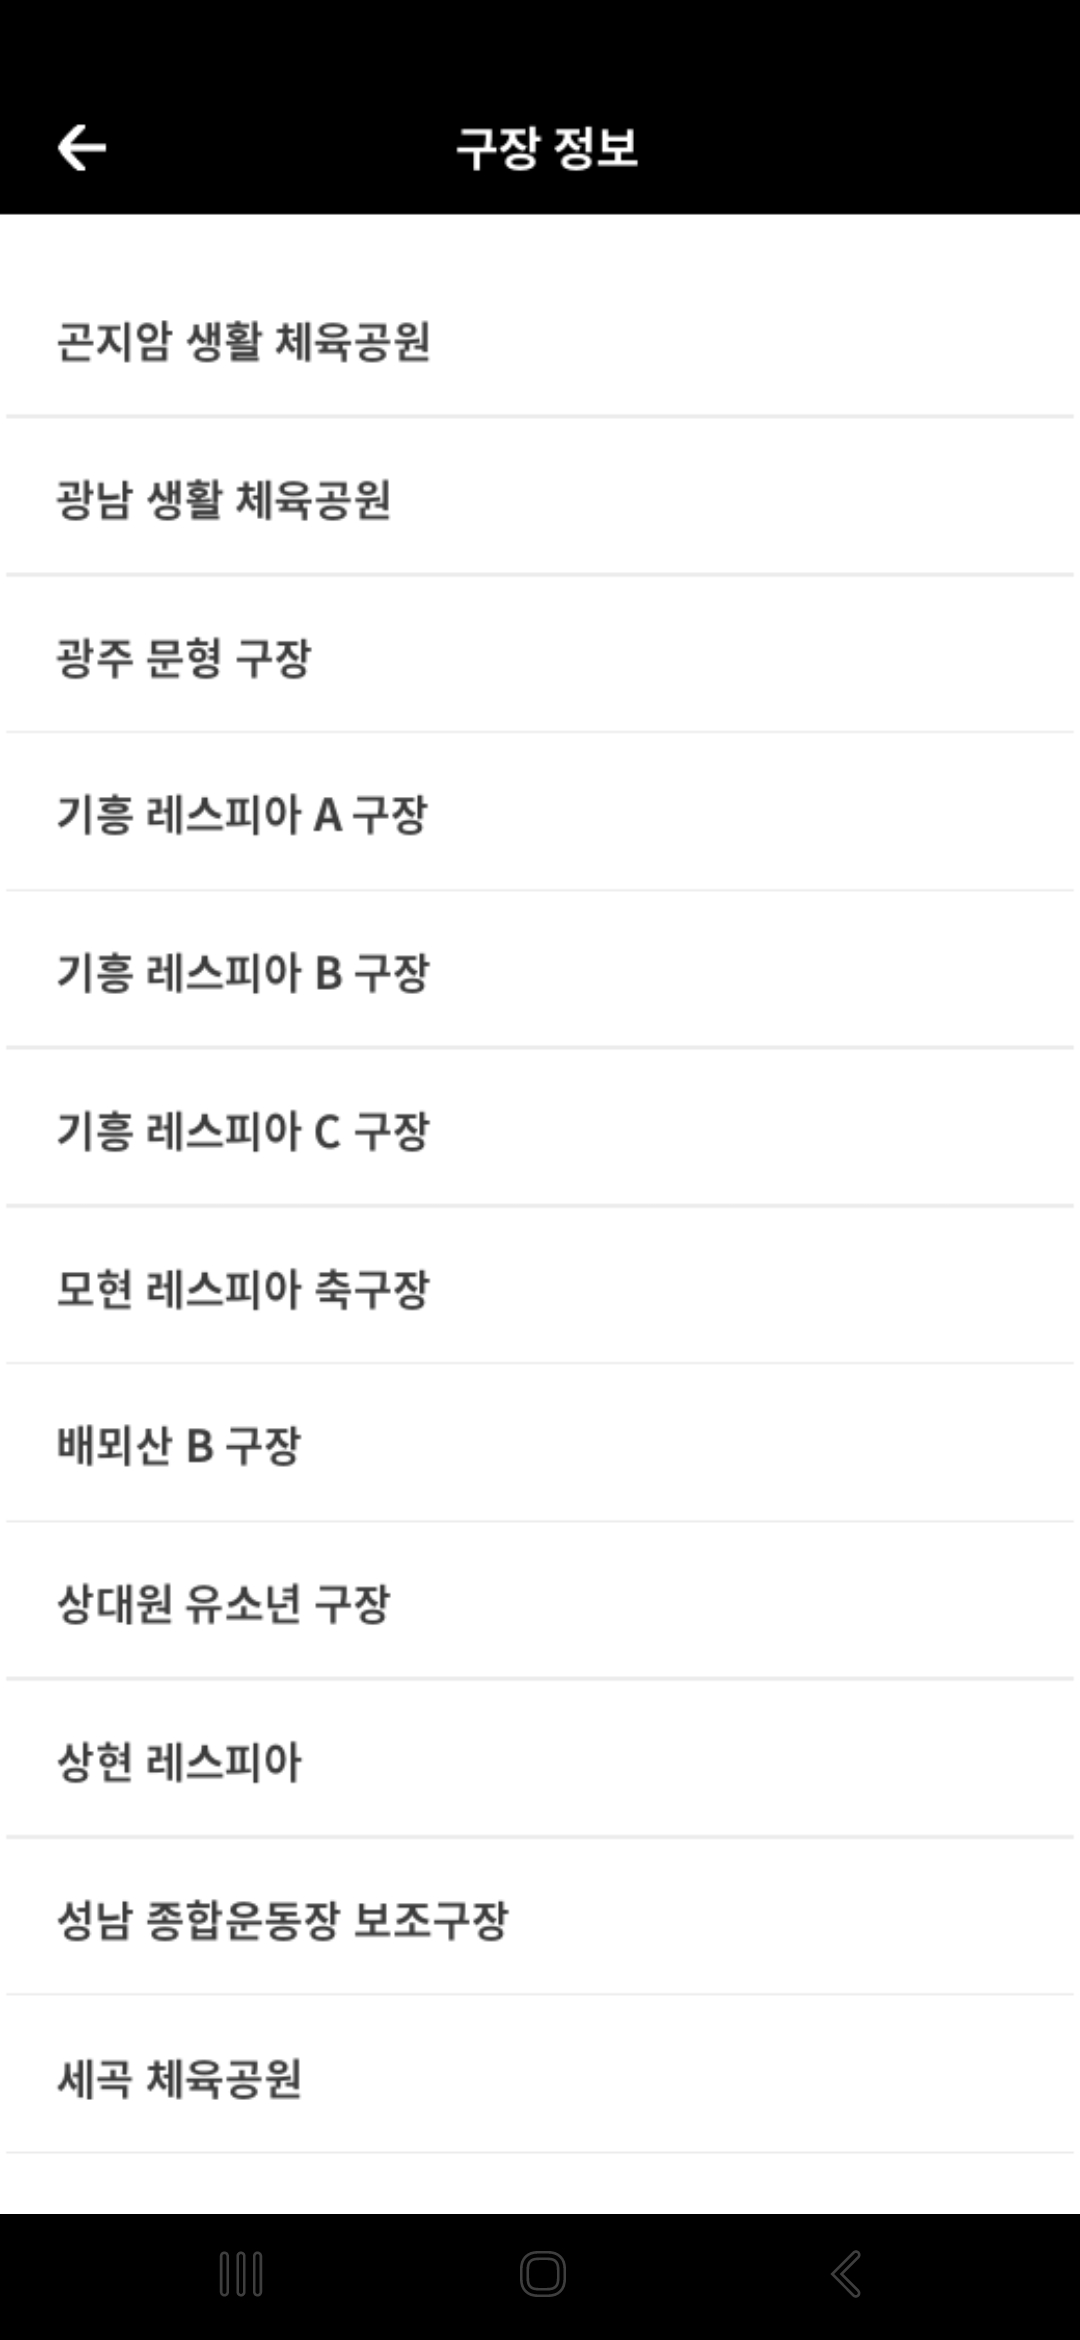 구장 정보
곤지암 생활 체육공원
광남 생활 체육공원
광주 문형 구장
기흥 레스피아 A 구장
기흥 레스피아 B 구장
기흥 레스피아 C 구장
모현 레스피아 축구장
배뫼산 B 구장
상대원 유소년 구장
상현 레스피아
성남 종합운동장 보조구장
세곡 체육공원